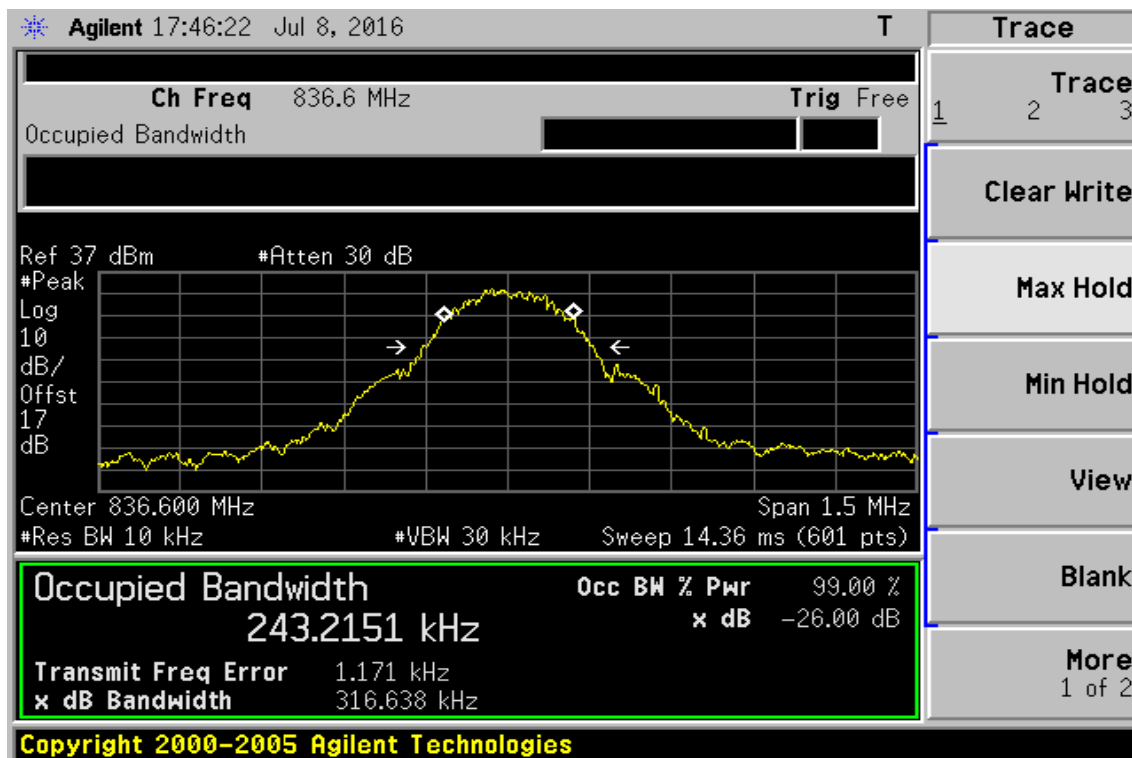 Agilent 17:46:22 Jul 8, 2016 T
Trace
Ch Freq 836.6 MHz Trig Free
Occupied Bandwidth
Trace
1 2 3
Clear Write
Max Hold
Min Hold
View
Blank
More
1 of 2
Ref 37 dBm #Atten 30 dB
#Peak
Log
10
dB/
Offst
17
dB
Center 836.600 MHz Span 1.5 MHz
#Res BW 10 kHz #VBW 30 kHz Sweep 14.36 ms (601 pts)
Occupied Bandwidth Occ BW % Pwr 99.00 %
243.2151 kHz x dB -26.00 dB
Transmit Freq Error 1.171 kHz
x dB Bandwidth 316.638 kHz
Copyright 2000-2005 Agilent Technologies